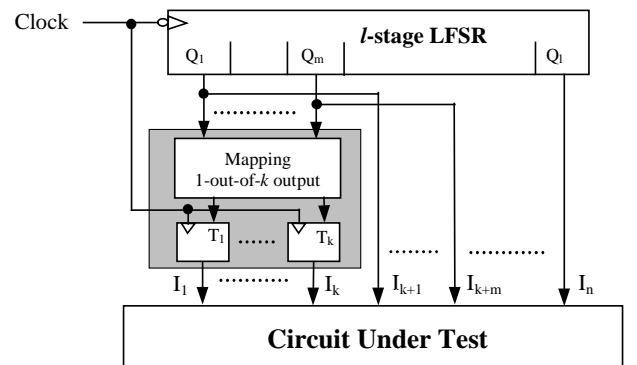 Clock
l-stage LFSR
Q1 Qm Ql
Mapping
1-out-of-k output
T1 Tk
I1 Ik Ik+1 Ik+m In
Circuit Under Test